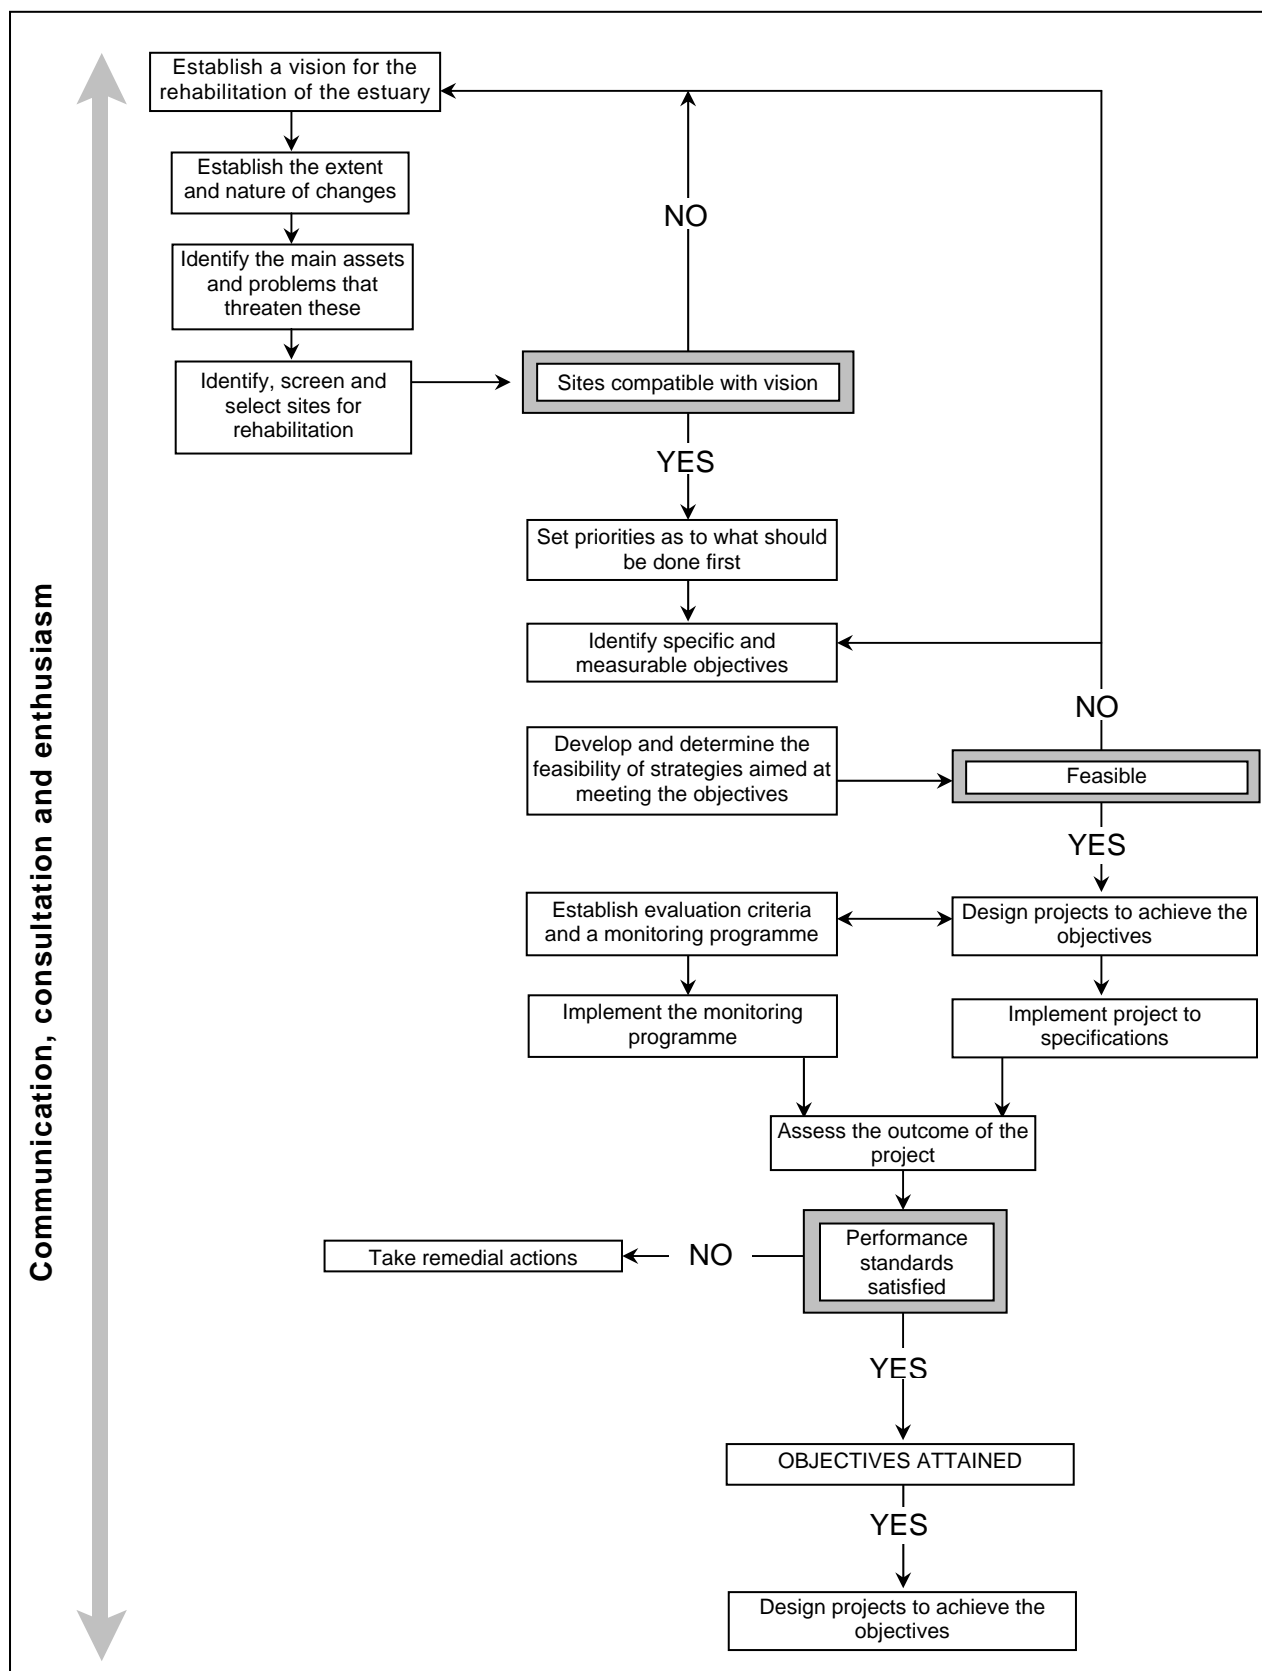 Communication, consultation and enthusiasm
Establish a vision for the
rehabilitation of the estuary
Establish the extent
and nature of changes
NO
Identify the main assets
and problems that
threaten these
Identify, screen and
select sites for
rehabilitation
Sites compatible with vision
YES
Set priorities as to what should
be done first
Identify specific and
measurable objectives
NO
Develop and determine the
feasibility of strategies aimed at
meeting the objectives
Feasible
YES
Establish evaluation criteria
and a monitoring programme
Design projects to achieve the
objectives
Implement the monitoring
programme
Implement project to
specifications
Assess the outcome of the
project
Performance
standards
satisfied
NO
Take remedial actions
YES
OBJECTIVES ATTAINED
YES
Design projects to achieve the
objectives